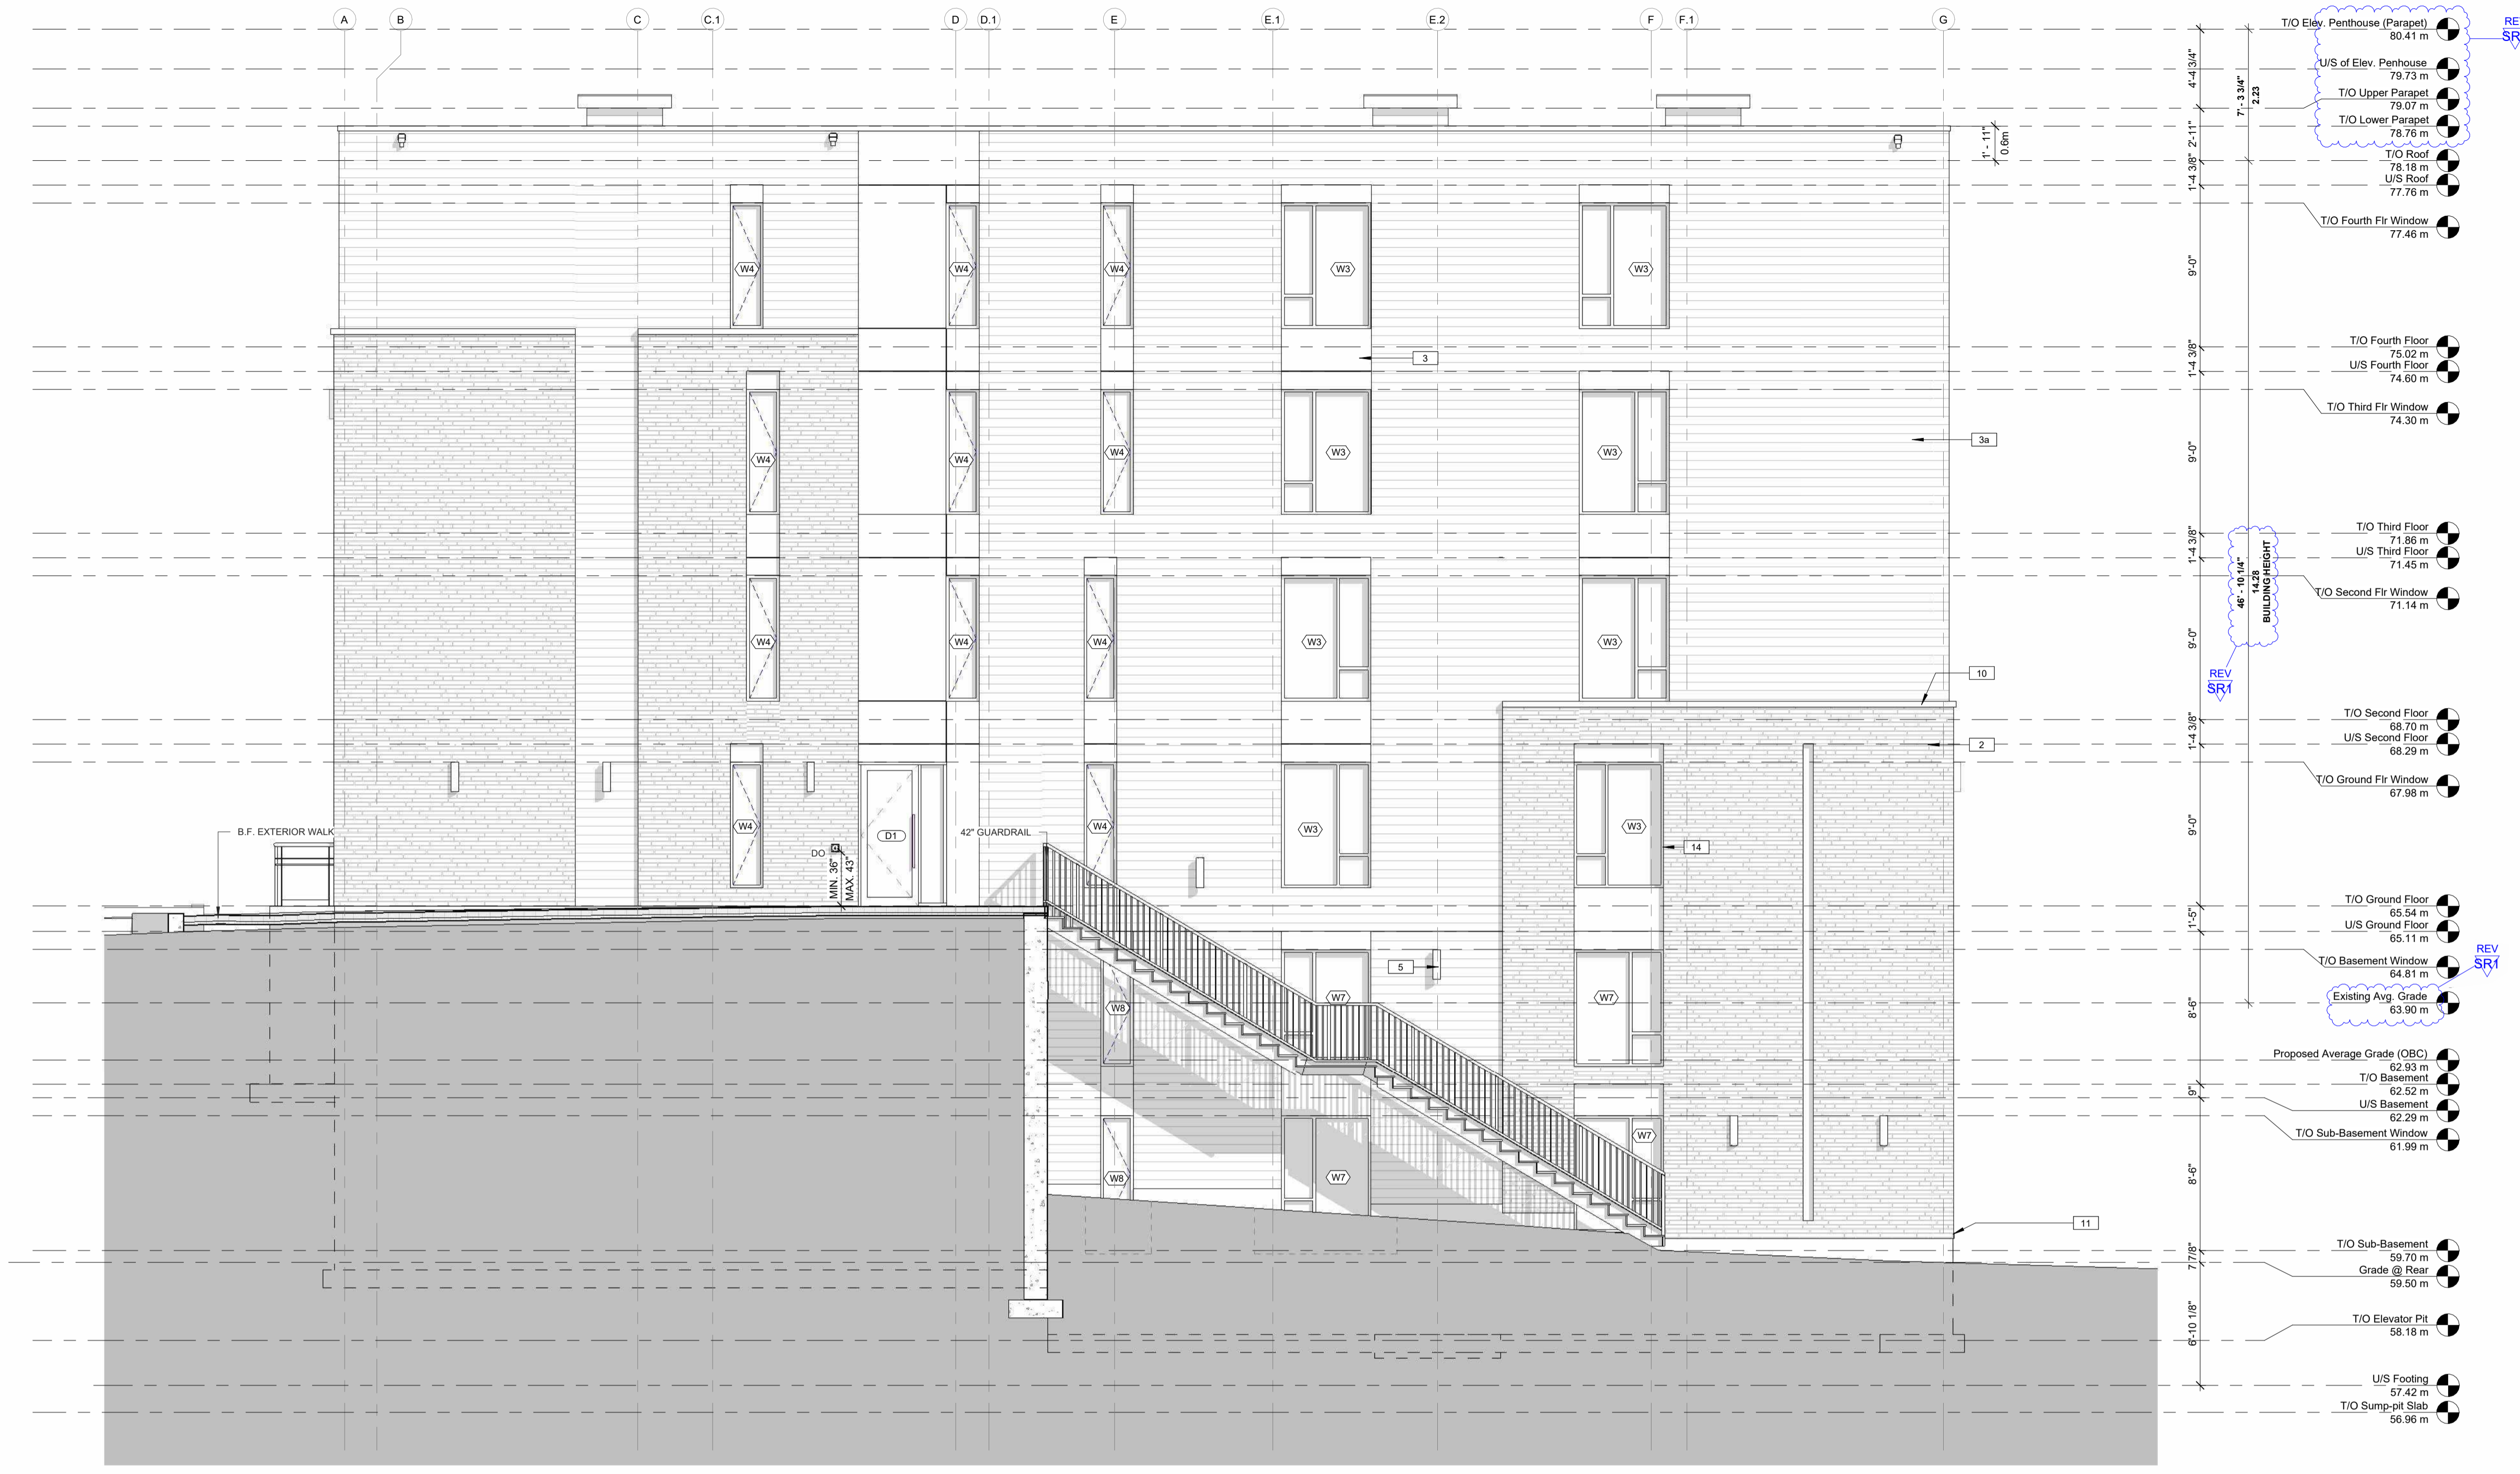 A B C C.1 D D.1 E E.1 E.2 F F.1 G
T/O Elev. Penthouse (Parapet)
80.41 m
RE
SR
U/S of Elev. Penhouse
79.73 m
T/O Upper Parapet
79.07 m
T/O Lower Parapet
78.76 m
T/O Roof
78.18 m
U/S Roof
77.76 m
T/O Fourth Flr Window
77.46 m
T/O Fourth Floor
75.02 m
U/S Fourth Floor
74.60 m
T/O Third Flr Window
74.30 m
T/O Third Floor
71.86 m
U/S Third Floor
71.45 m
T/O Second Flr Window
71.14 m
T/O Second Floor
68.70 m
U/S Second Floor
68.29 m
T/O Ground Flr Window
67.98 m
T/O Ground Floor
65.54 m
U/S Ground Floor
65.11 m
T/O Basement Window
64.81 m
REV
SR1
Existing Avg. Grade
63.90 m
Proposed Average Grade (OBC)
62.93 m
T/O Basement
62.52 m
U/S Basement
62.29 m
T/O Sub-Basement Window
61.99 m
T/O Sub-Basement
59.70 m
Grade @ Rear
59.50 m
T/O Elevator Pit
58.18 m
U/S Footing
57.42 m
T/O Sump-pit Slab
56.96 m
4'-4 3/4"
2'-11"
1'-4 3/8"
9'-0"
1'-4 3/8"
9'-0"
1'-4 3/8"
9'-0"
1'-4 3/8"
9'-0"
1'-5"
8'-6"
9"
8'-6"
7 7/8"
6'-10 1/8"
7' - 3 3/4"
2.23
1' - 11"
0.6m
46' - 10 1/4"
14.28
BUILDING HEIGHT
REV
SR1
W4 W4 W4 W3 W3
3
W4 W4 W4 W3 W3
3a
W4 W4 W4 W3 W3
10
2
W4 D1 W4 W3 W3
14
B.F. EXTERIOR WALK
DO
MIN. 36"
MAX. 43"
42" GUARDRAIL
5
W8 W7 W7
W8 W7 W7
11